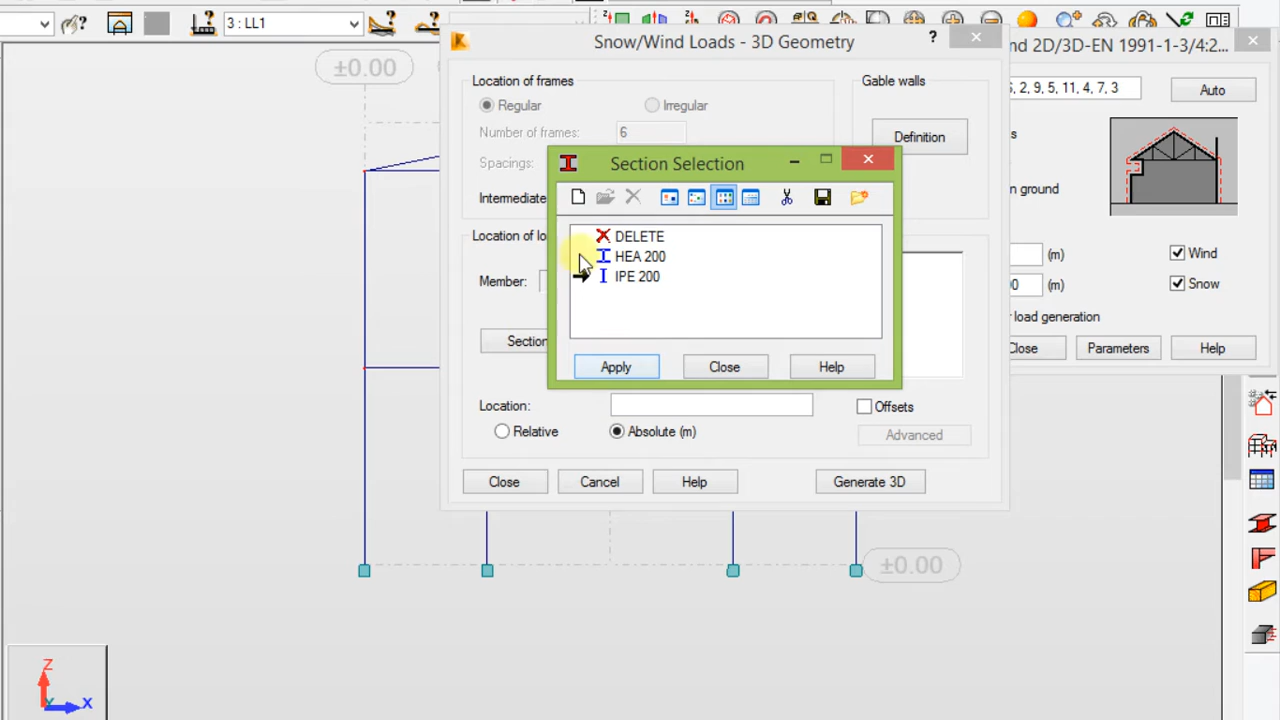 3 : LL1
±0.00
Snow/Wind Loads - 3D Geometry
?
nd 2D/3D-EN 1991-1-3/4:2...
Location of frames
Regular
Irregular
Number of frames:
6
Spacings:
Intermediate
Gable walls
Definition
6, 2, 9, 5, 11, 4, 7, 3
Auto
s
m ground
Section Selection
DELETE
HEA 200
IPE 200
Apply
Close
Help
Location of lo
Member:
Section
(m)
Wind
(m)
Snow
r load generation
Close
Parameters
Help
Location:
Offsets
Relative
Absolute (m)
Advanced
Close
Cancel
Help
Generate 3D
±0.00
Z
X